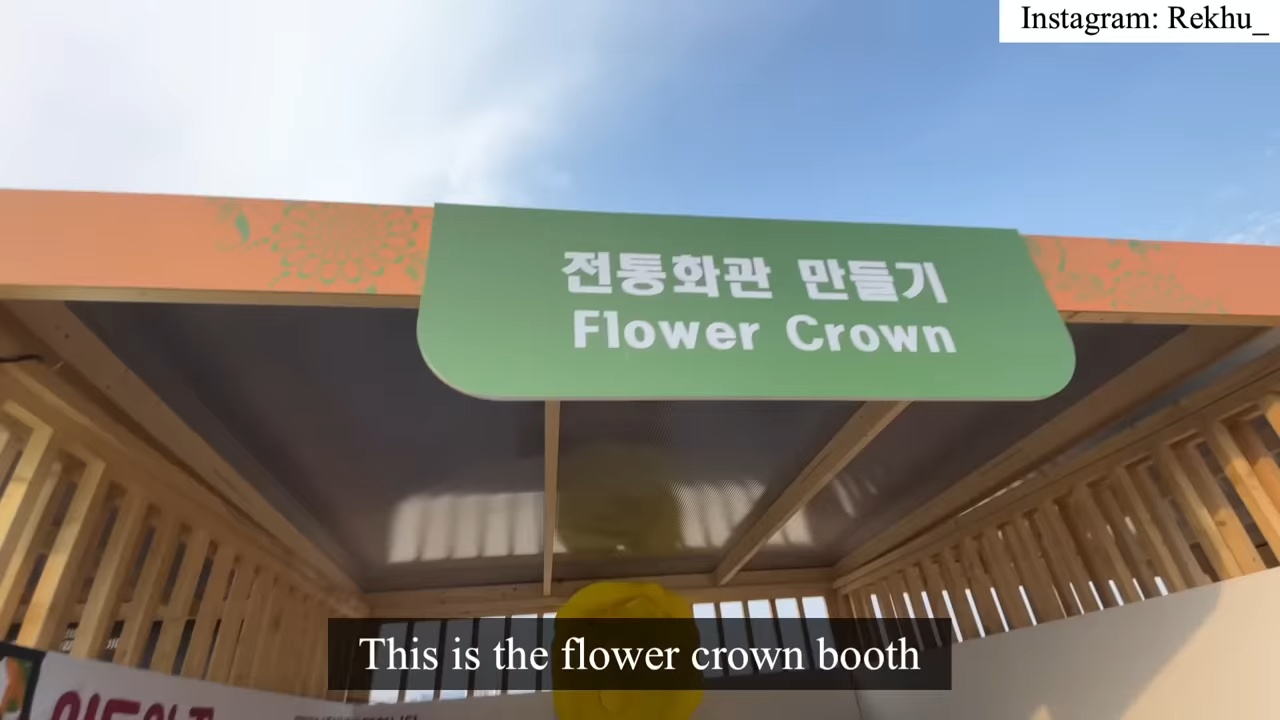 Instagram: Rekhu_
전통화관 만들기
Flower Crown
This is the flower crown booth